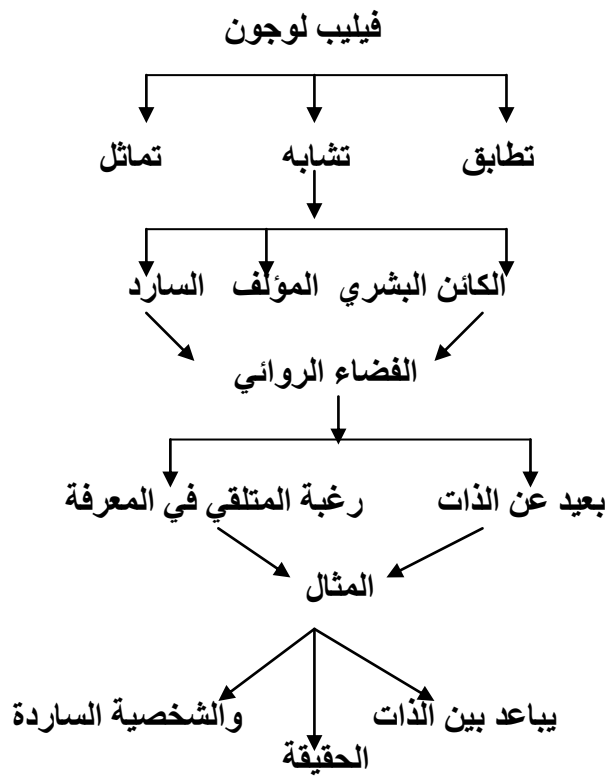 فيليب لوجون
تطابق تشابه تماثل
الكائن البشري المؤلف السارد
الفضاء الروائي
بعيد عن الذات رغبة المتلقي في المعرفة
المثال
يباعد بين الذات والشخصية الساردة
الحقيقة